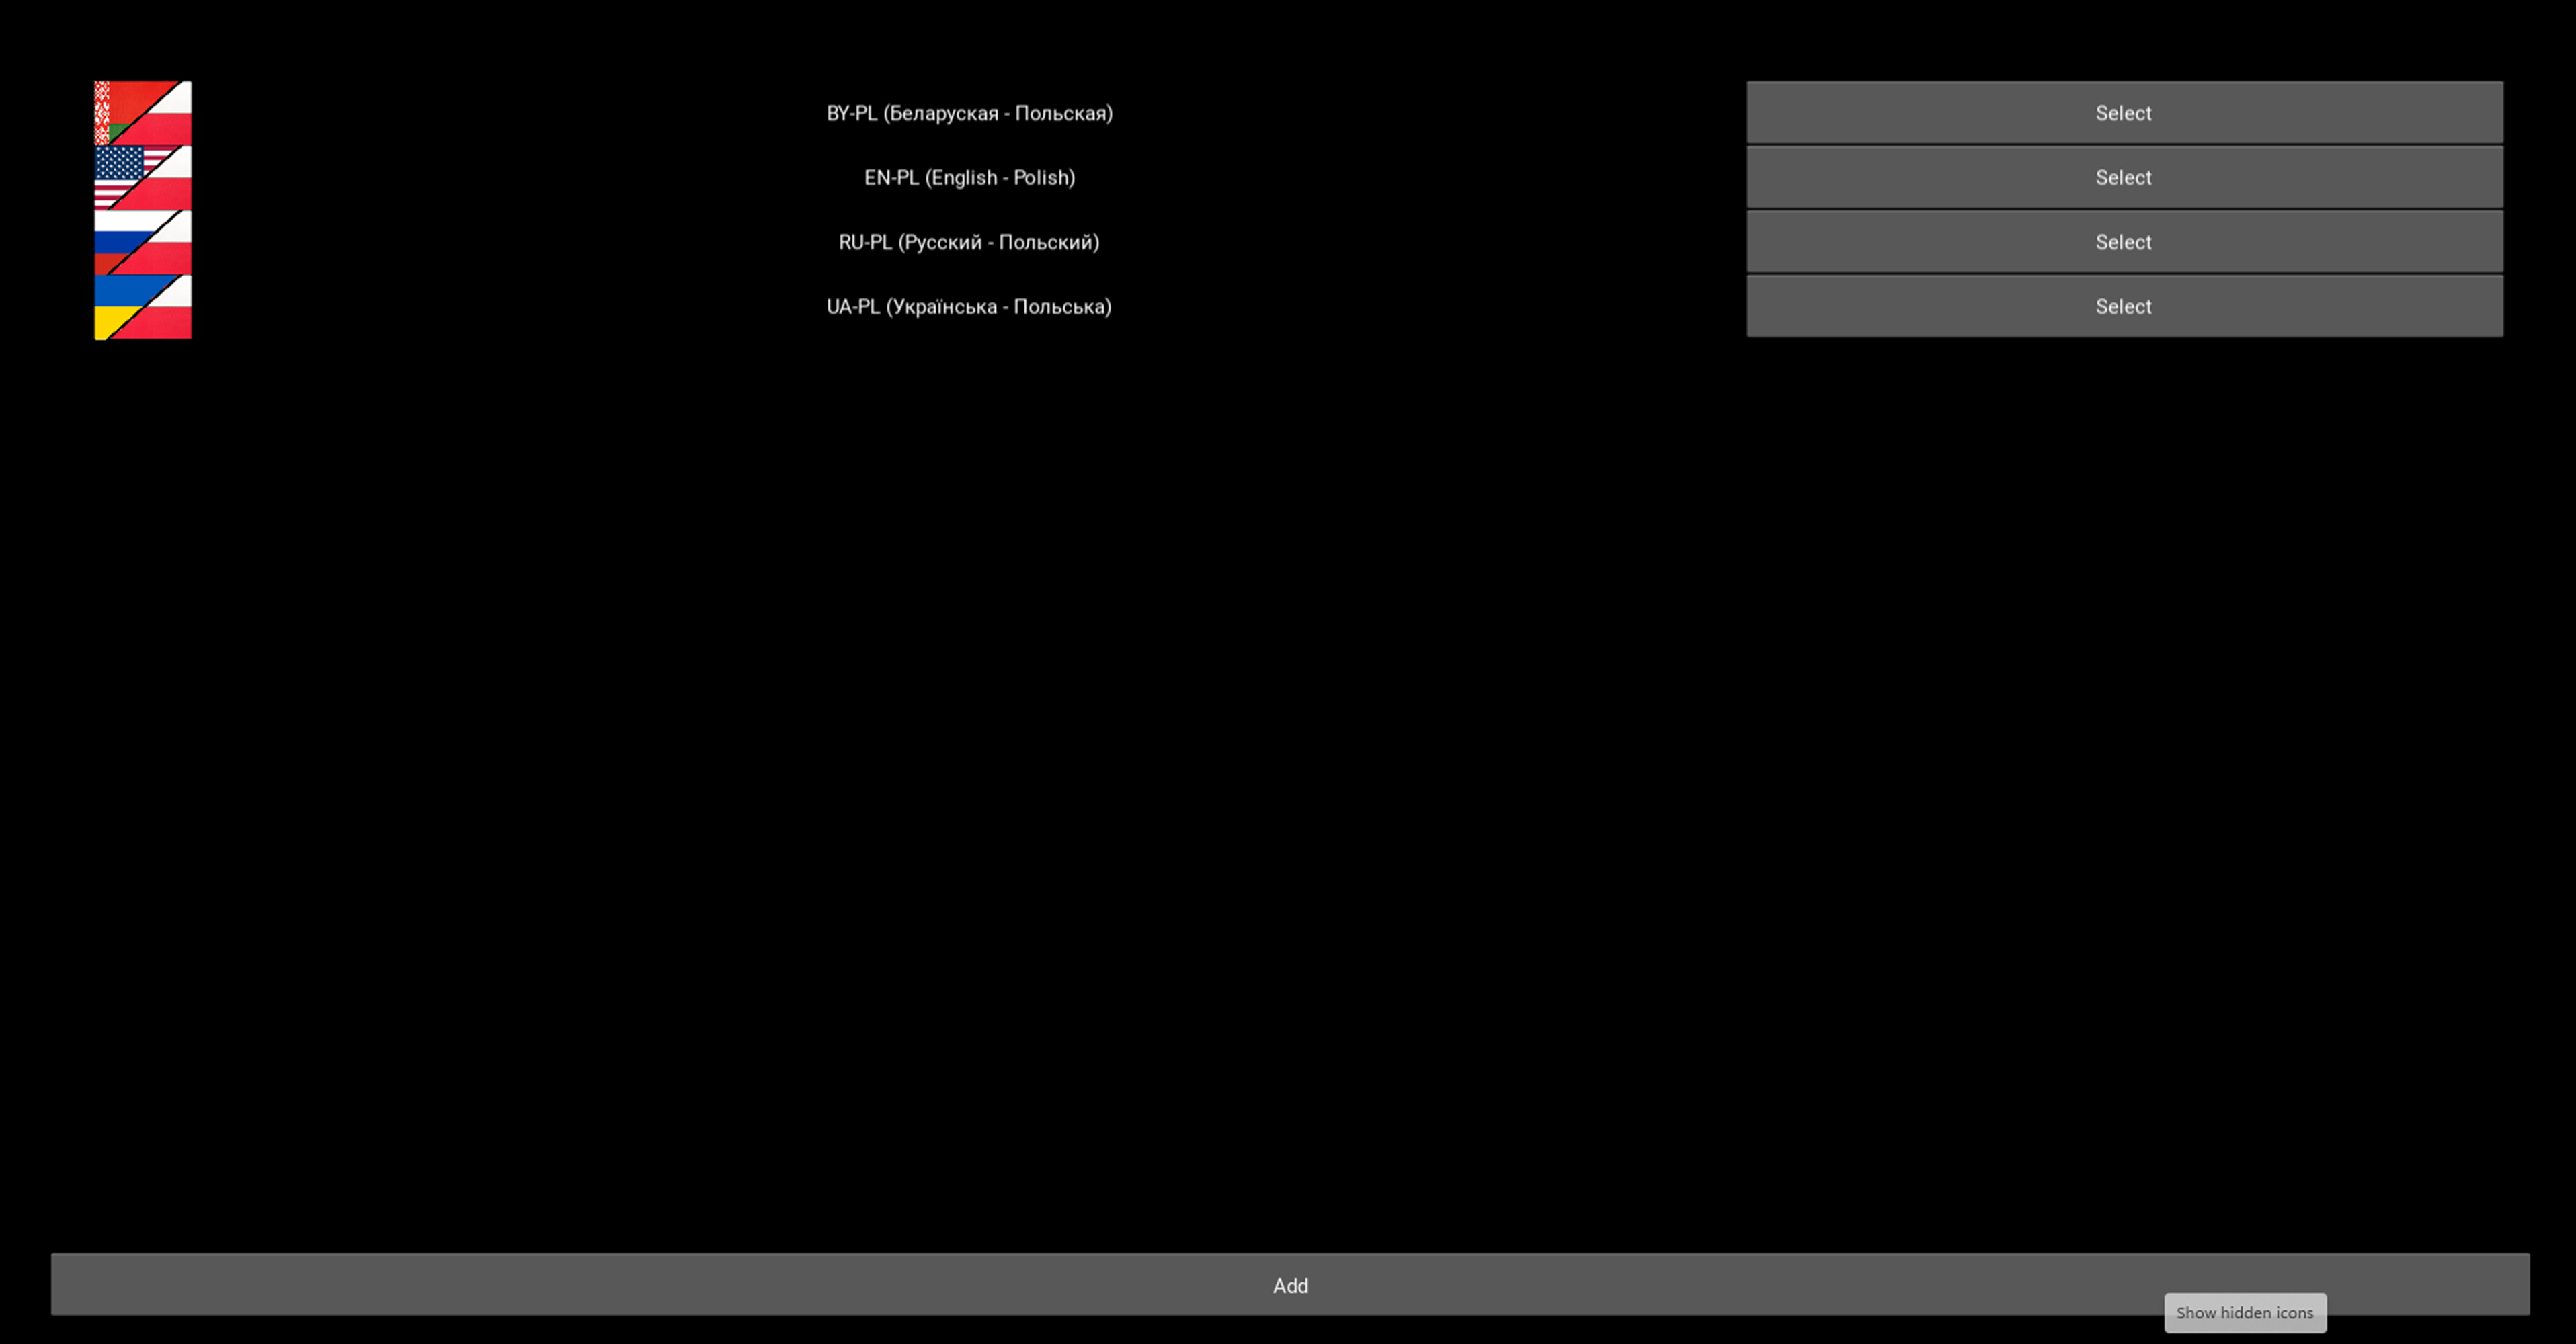 BY-PL (Беларуская - Польская) Select
EN-PL (English - Polish) Select
RU-PL (Русский - Польский) Select
UA-PL (Українська - Польська) Select
Add
Show hidden icons